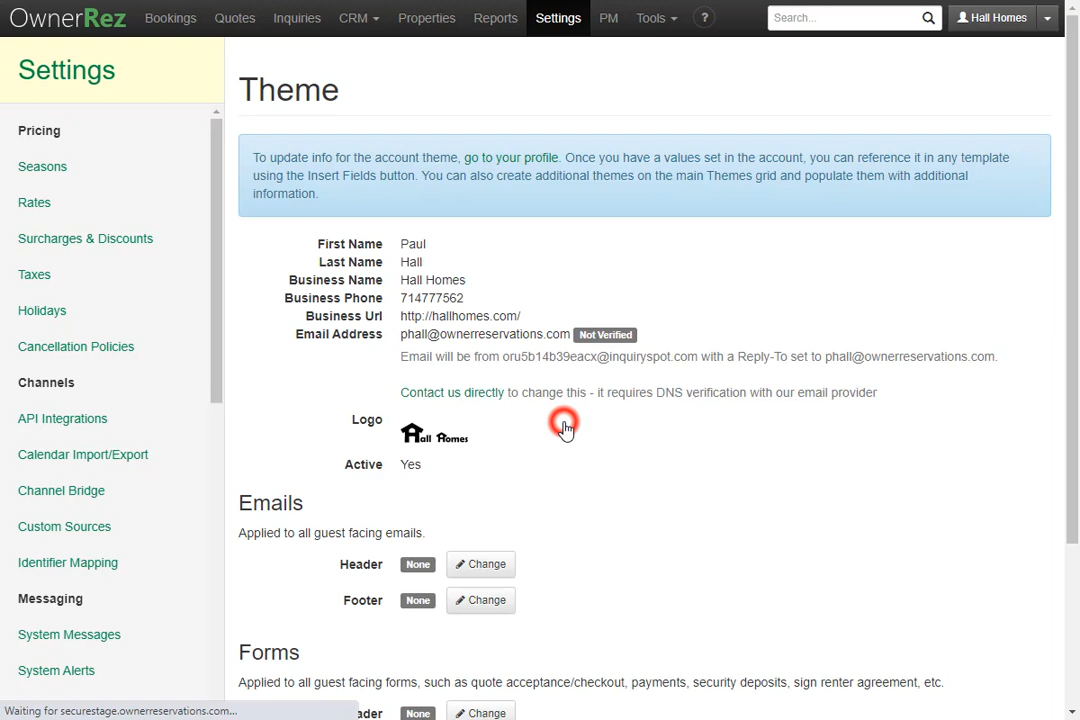 OwnerRez Bookings Quotes Inquiries CRM Properties Reports Settings PM Tools ? Search... Hall Homes
Settings
Pricing
Seasons
Rates
Surcharges & Discounts
Taxes
Holidays
Cancellation Policies
Channels
API Integrations
Calendar Import/Export
Channel Bridge
Custom Sources
Identifier Mapping
Messaging
System Messages
System Alerts
Theme
To update info for the account theme, go to your profile. Once you have a values set in the account, you can reference it in any template
using the Insert Fields button. You can also create additional themes on the main Themes grid and populate them with additional
information.
First Name Paul
Last Name Hall
Business Name Hall Homes
Business Phone 714777562
Business Url http://hallhomes.com/
Email Address phall@ownerreservations.com Not Verified
Email will be from oru5b14b39eacx@inquiryspot.com with a Reply-To set to phall@ownerreservations.com.
Contact us directly to change this - it requires DNS verification with our email provider
Logo Hall Homes
Active Yes
Emails
Applied to all guest facing emails.
Header None Change
Footer None Change
Forms
Applied to all guest facing forms, such as quote acceptance/checkout, payments, security deposits, sign renter agreement, etc.
None Change
Waiting for securestage.ownerreservations.com...